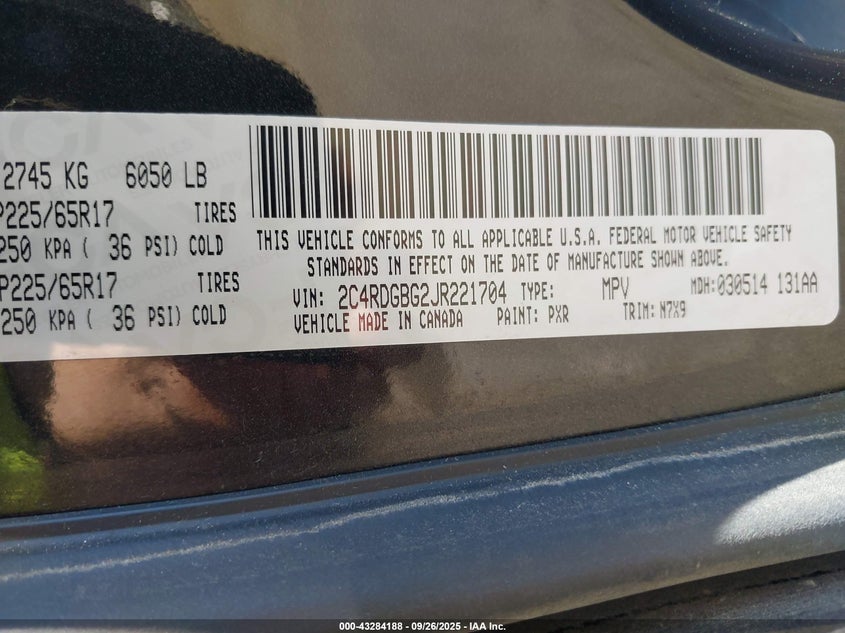 2745 KG 6050 LB
P225/65R17 TIRES
250 KPA ( 36 PSI) COLD
P225/65R17 TIRES
250 KPA ( 36 PSI) COLD
THIS VEHICLE CONFORMS TO ALL APPLICABLE U.S.A. FEDERAL MOTOR VEHICLE SAFETY
STANDARDS IN EFFECT ON THE DATE OF MANUFACTURE SHOWN ABOVE.
VIN: 2C4RDGBG2JR221704 TYPE: MPV MDH:030514 131AA
VEHICLE MADE IN CANADA PAINT: PXR TRIM: N7X9
000-43284188 - 09/26/2025 - IAA Inc.